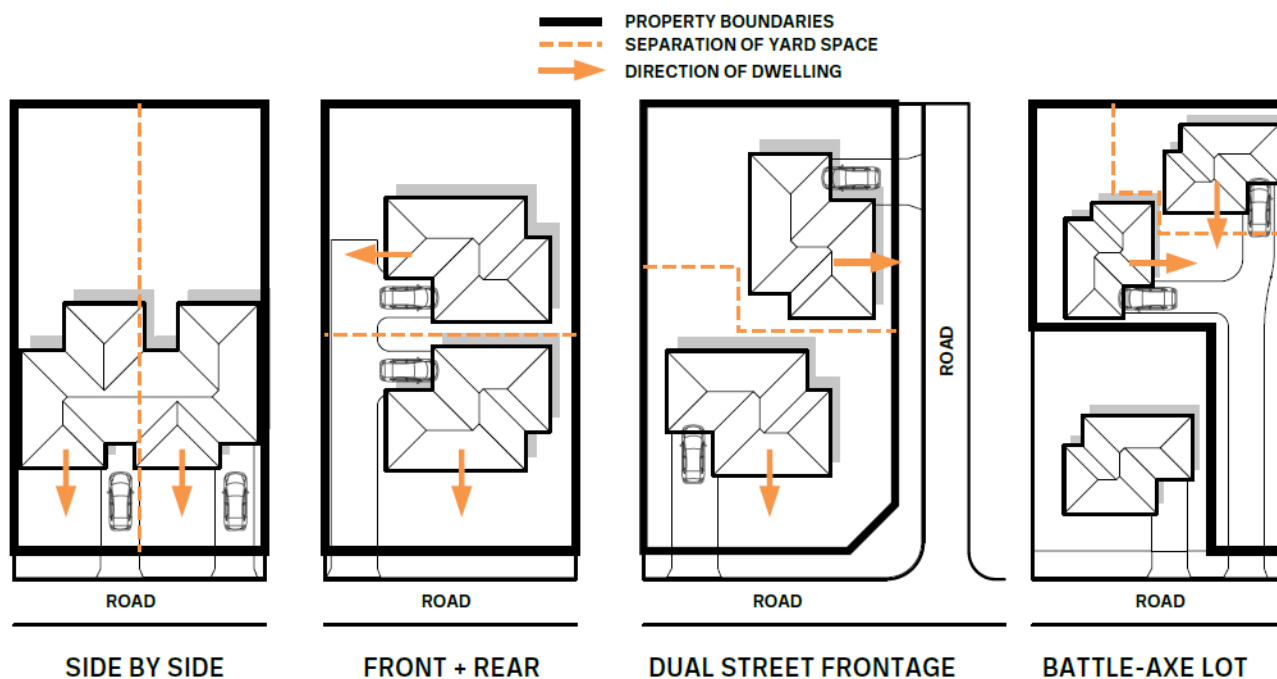 PROPERTY BOUNDARIES
SEPARATION OF YARD SPACE
DIRECTION OF DWELLING
ROAD
ROAD
ROAD
ROAD
ROAD
SIDE BY SIDE
FRONT + REAR
DUAL STREET FRONTAGE
BATTLE-AXE LOT